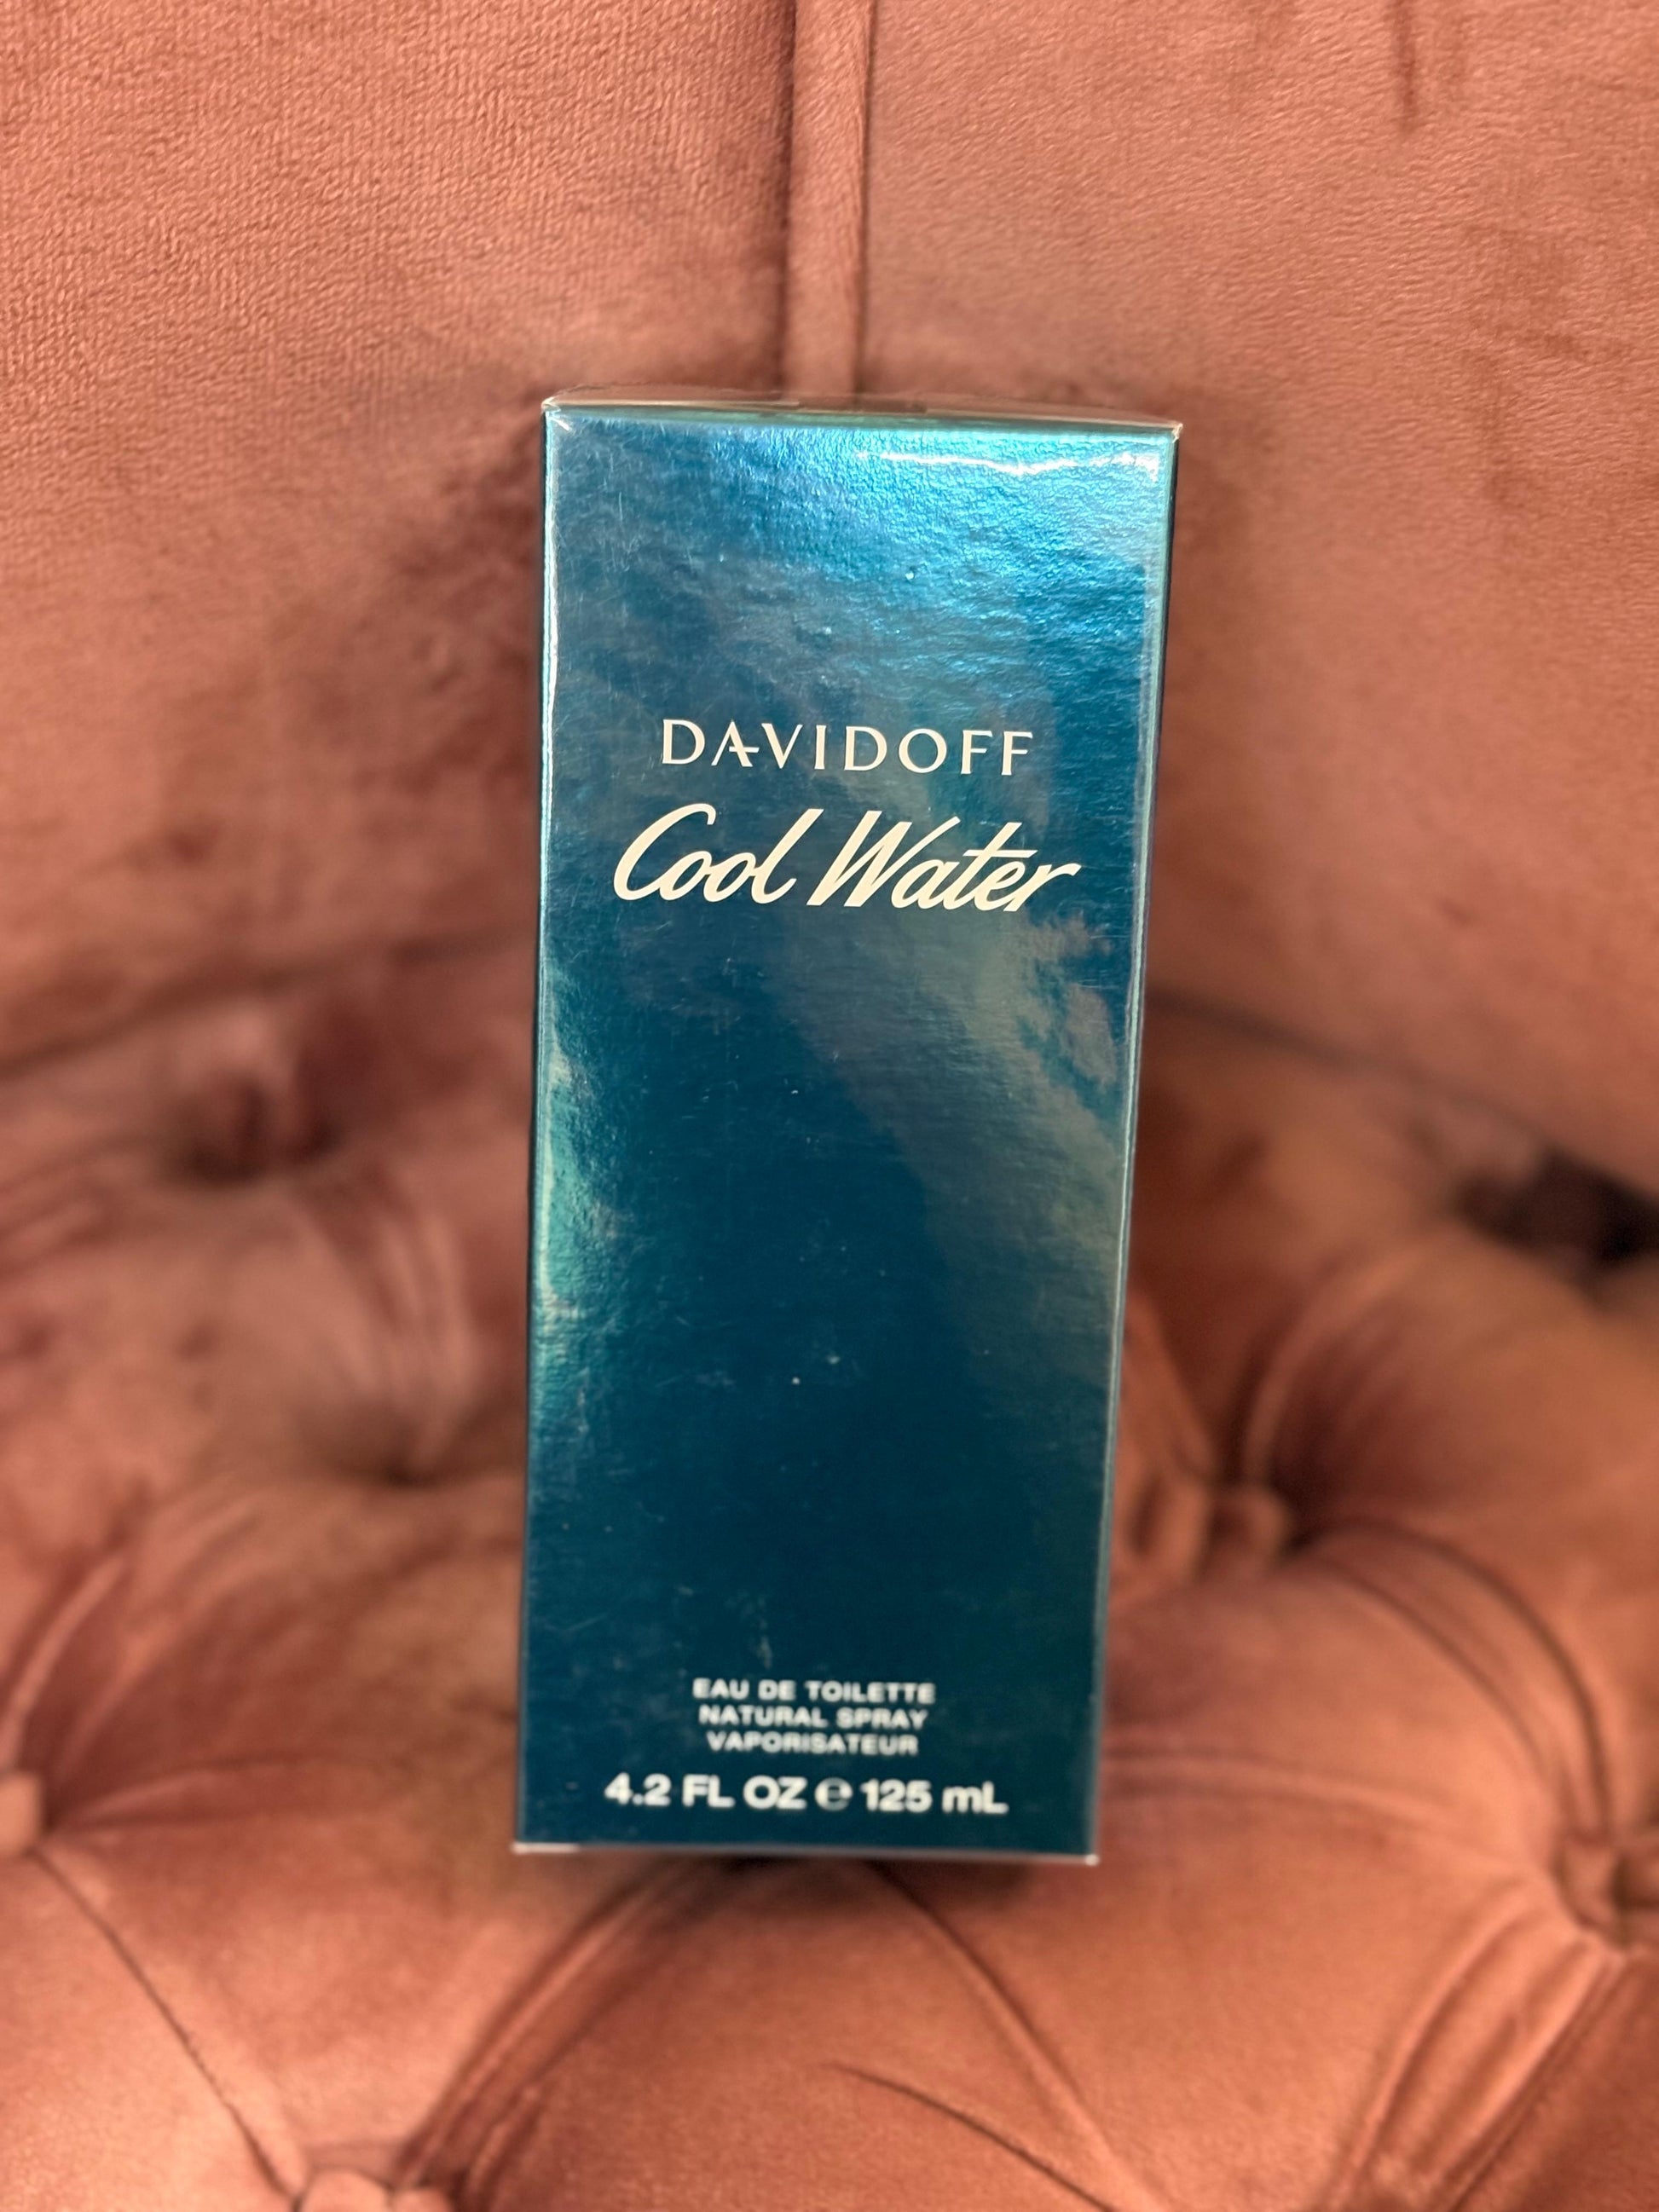 DAVIDOFF
Cool Water
EAU DE TOILETTE
NATURAL SPRAY
VAPORISATEUR
4.2 FL OZ ℮ 125 mL